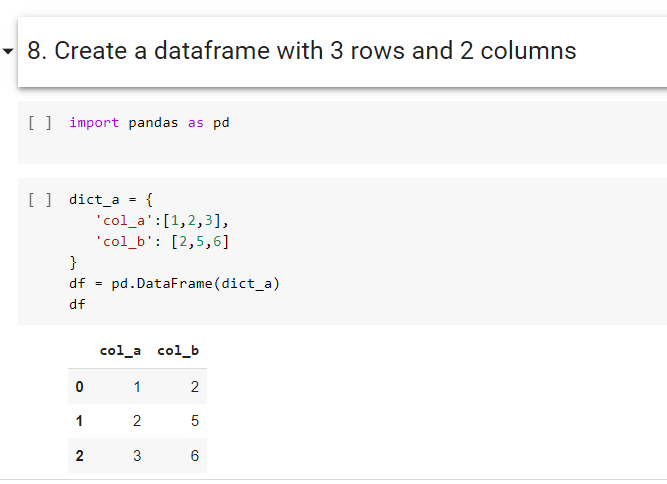 8. Create a dataframe with 3 rows and 2 columns
[ ] import pandas as pd
[ ] dict_a = {
'col_a':[1,2,3],
'col_b': [2,5,6]
}
df = pd.DataFrame(dict_a)
df
col_a col_b
0 1 2
1 2 5
2 3 6